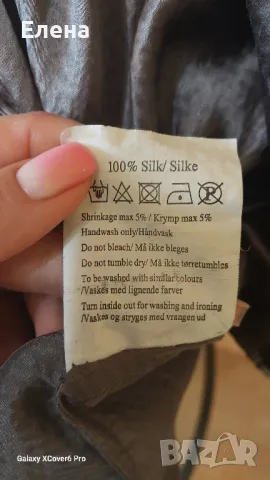 Елена
100% Silk/ Silke
Shrinkage max 5%/ Krymp max 5%
Handwash only/Håndvask
Do not bleach/ Må ikke bleges
Do not tumble dry/ Må ikke tørretumbles
To be washed with similar colours
/Vaskes med lignende farver
Turn inside out for washing and ironing
/Vaskes og stryges med vrangen ud
Galaxy XCover6 Pro
BAZAR.BG